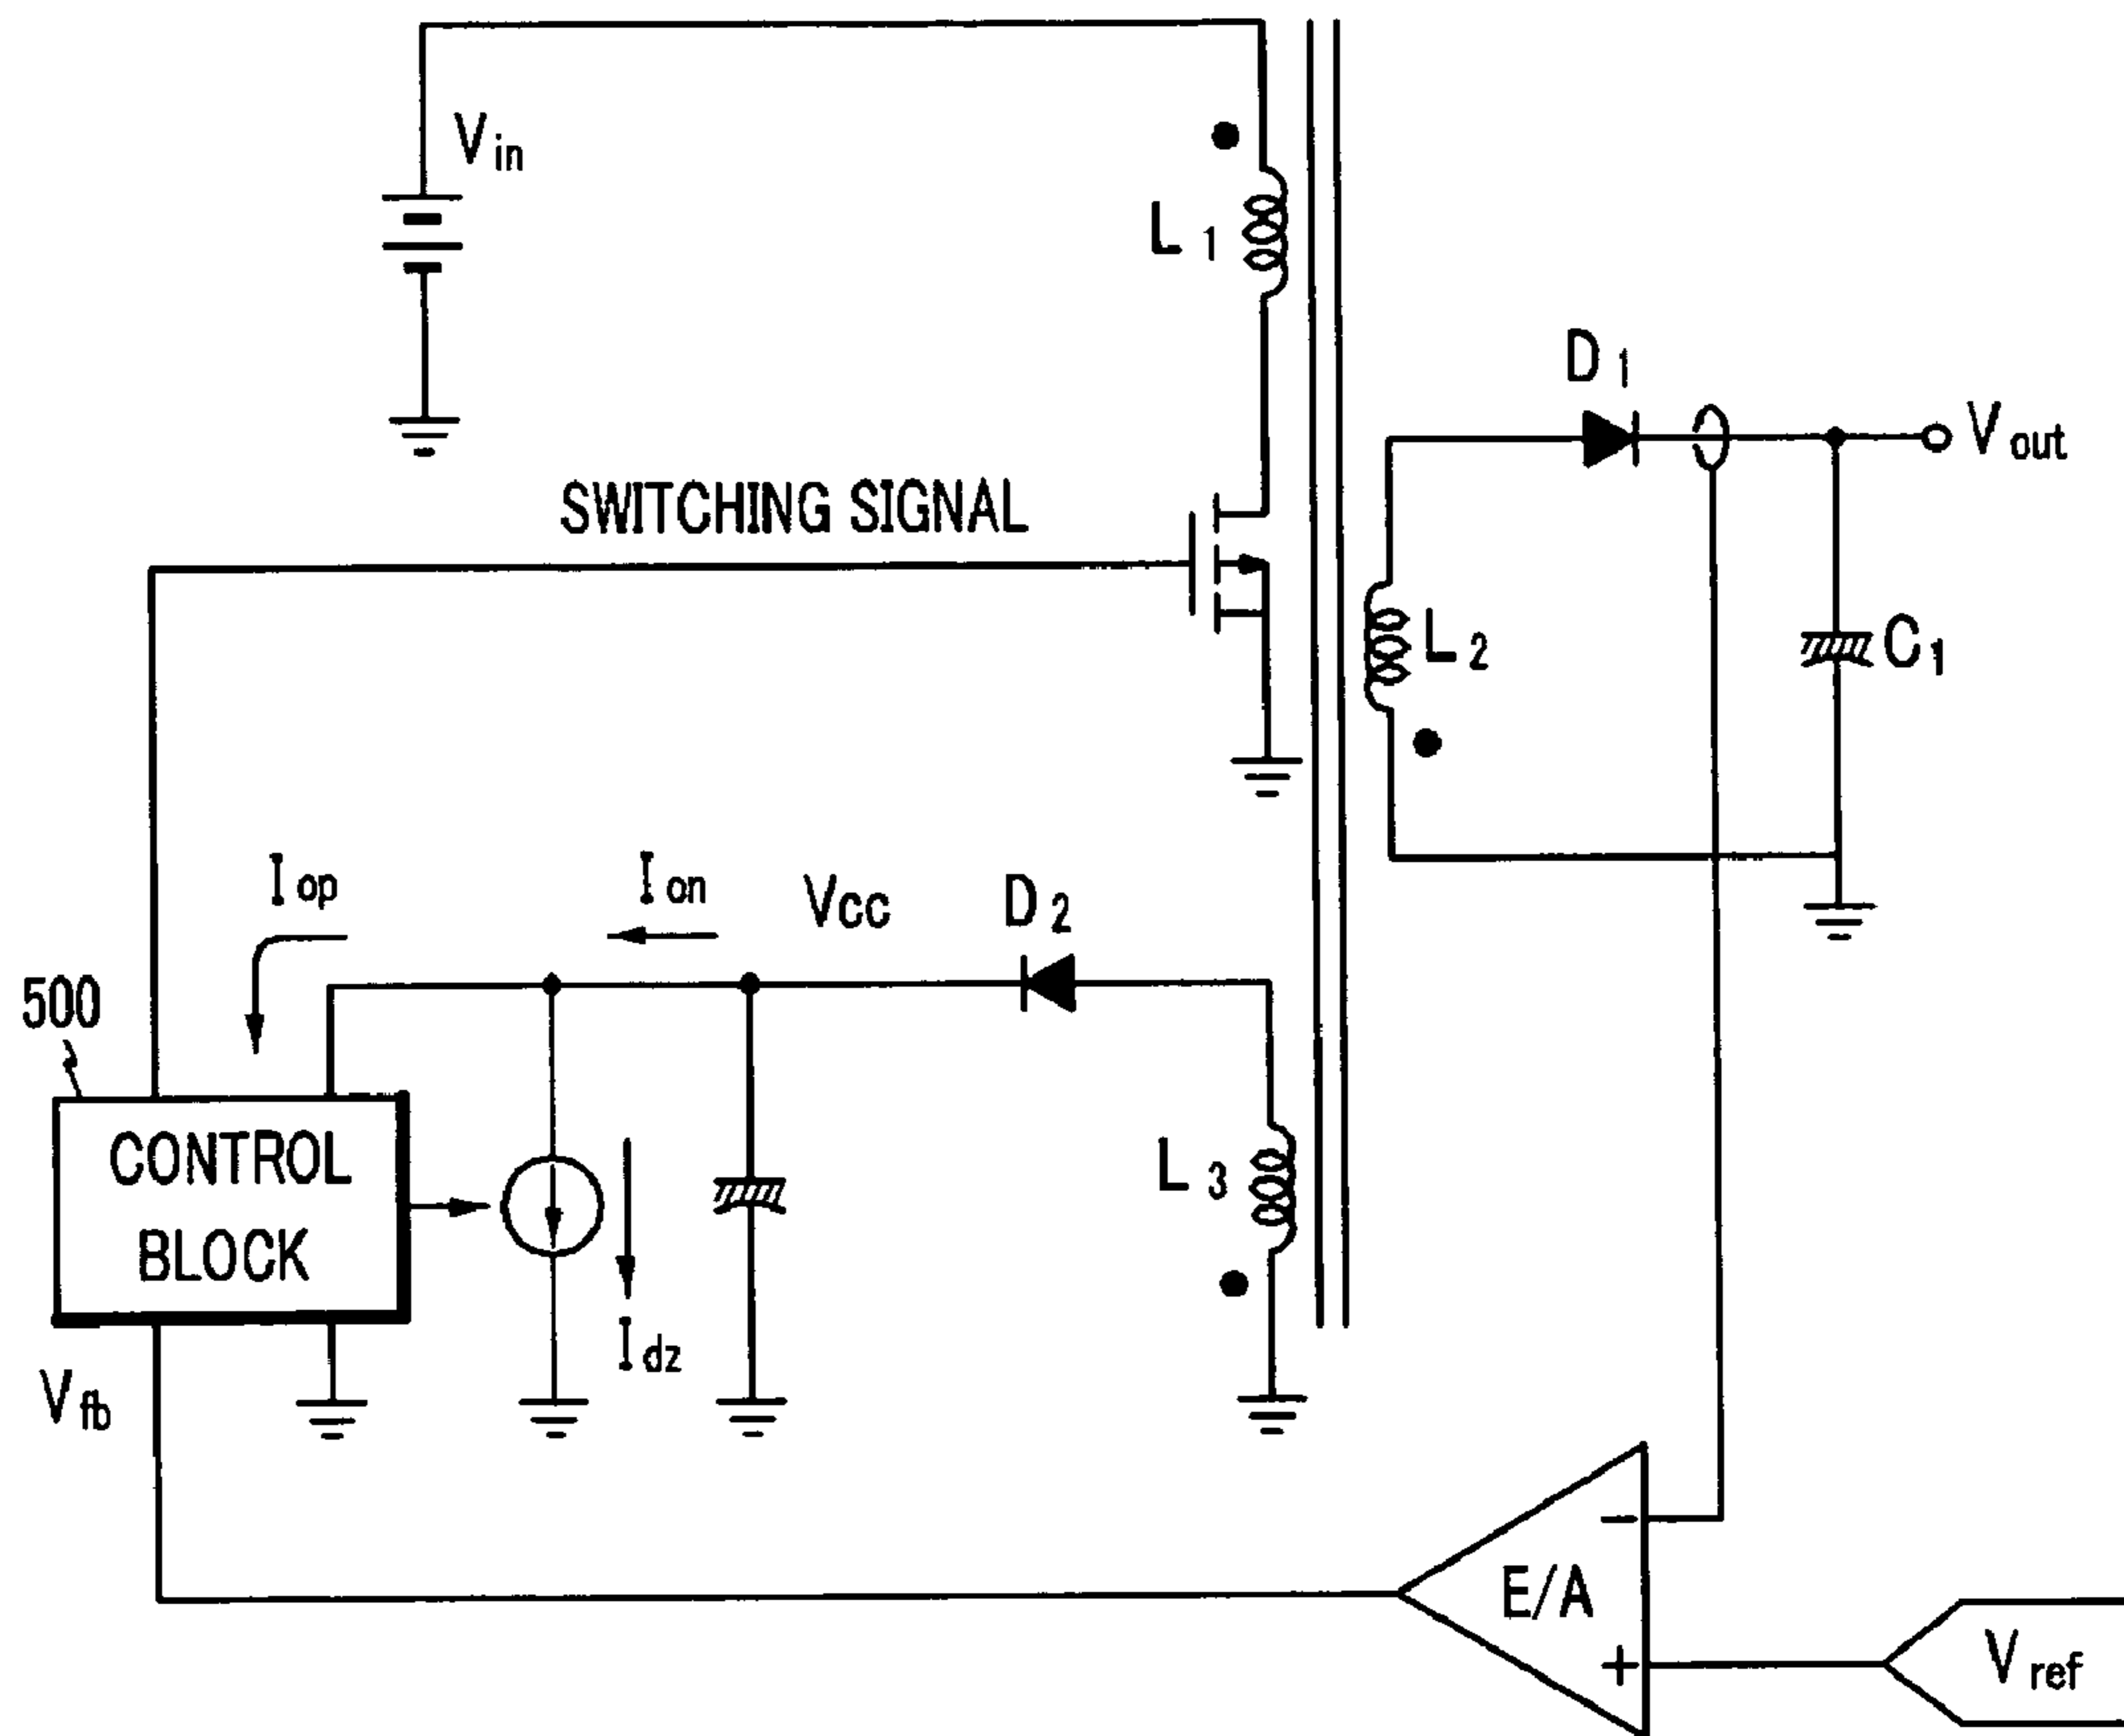 Vin
L1
D1
Vout
SWITCHING SIGNAL
L2
C1
Iop
Ion
Vcc
D2
500
CONTROL
BLOCK
L3
Idz
Vfb
−
E/A
+
Vref